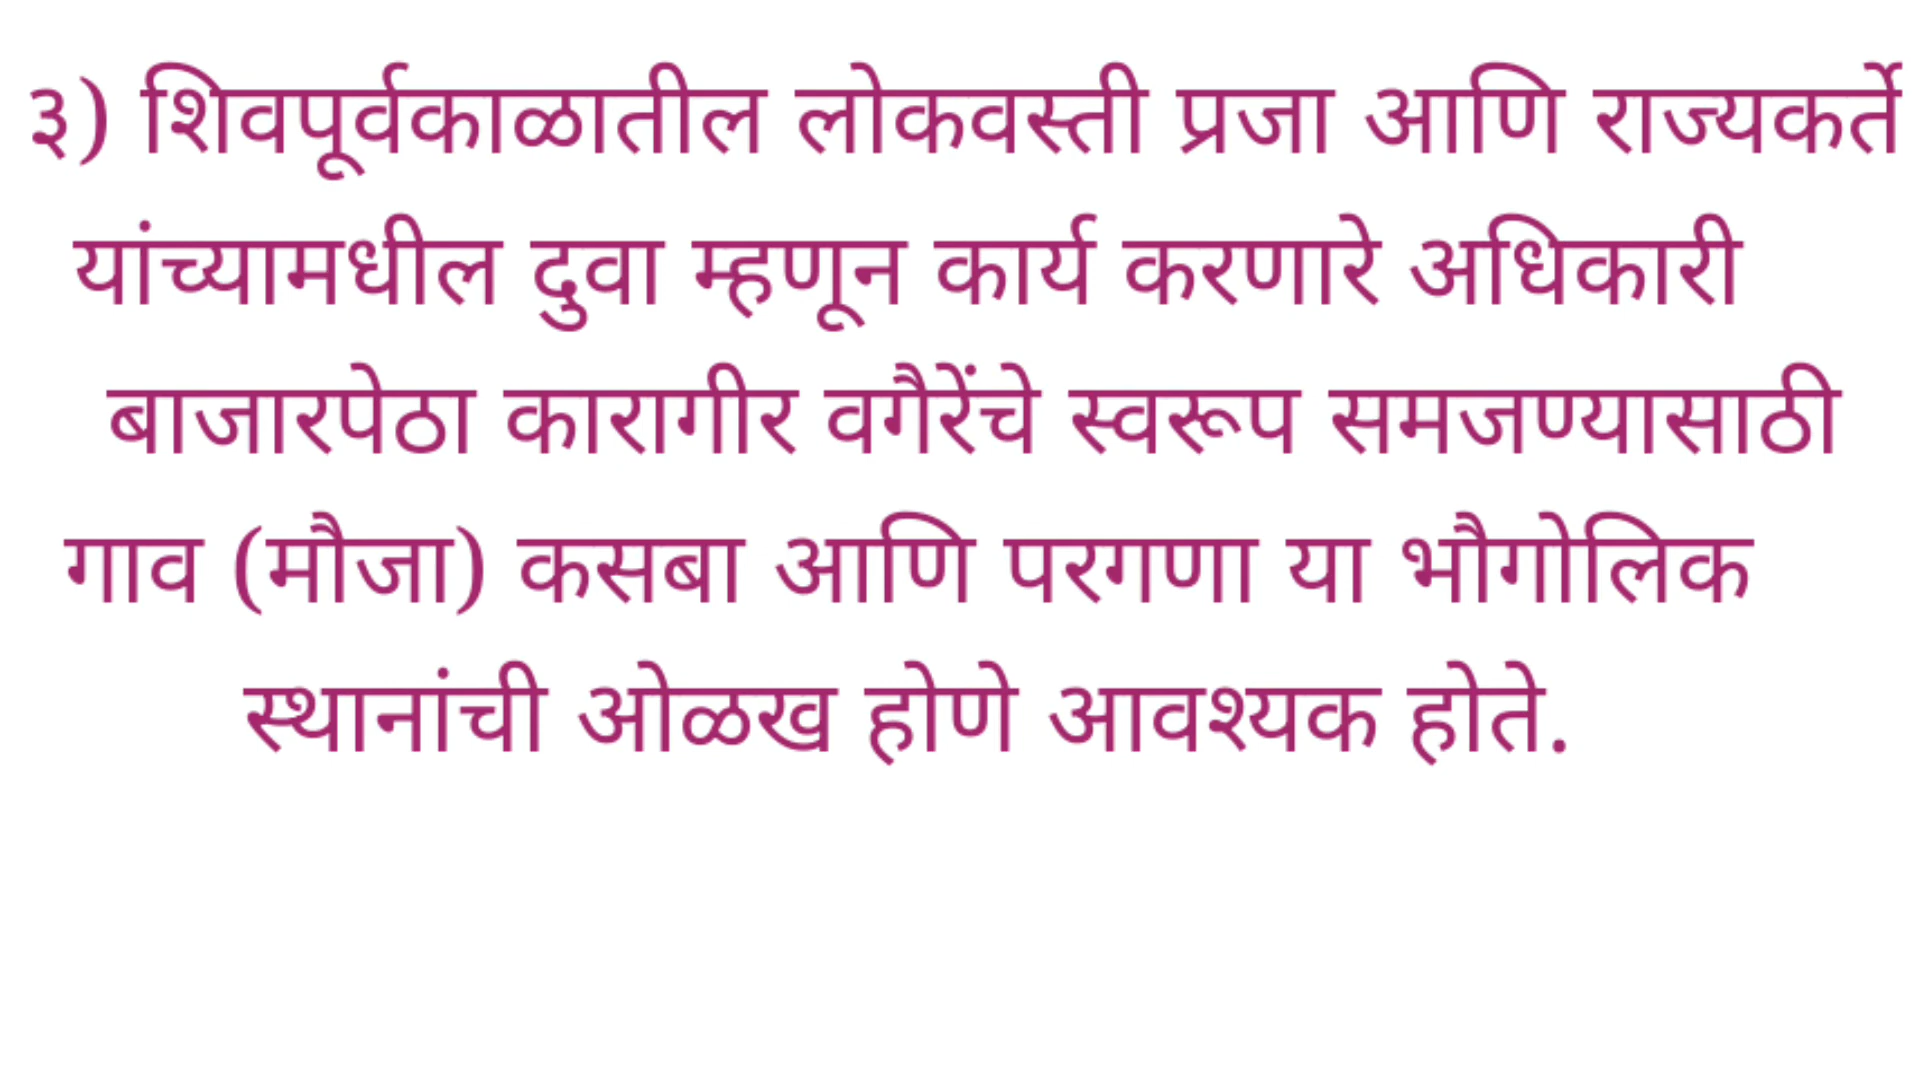 ३) शिवपूर्वकाळातील लोकवस्ती प्रजा आणि राज्यकर्ते
यांच्यामधील दुवा म्हणून कार्य करणारे अधिकारी
बाजारपेठा कारागीर वगैरेंचे स्वरूप समजण्यासाठी
गाव (मौजा) कसबा आणि परगणा या भौगोलिक
स्थानांची ओळख होणे आवश्यक होते.